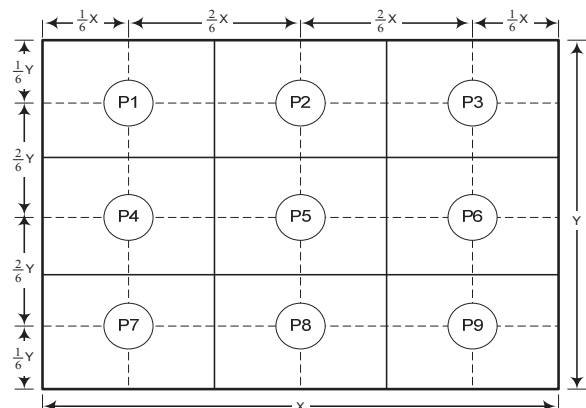 1/6 X 2/6 X 2/6 X 1/6 X
1/6 Y
P1 P2 P3
2/6 Y
P4 P5 P6 Y
2/6 Y
P7 P8 P9
1/6 Y
X